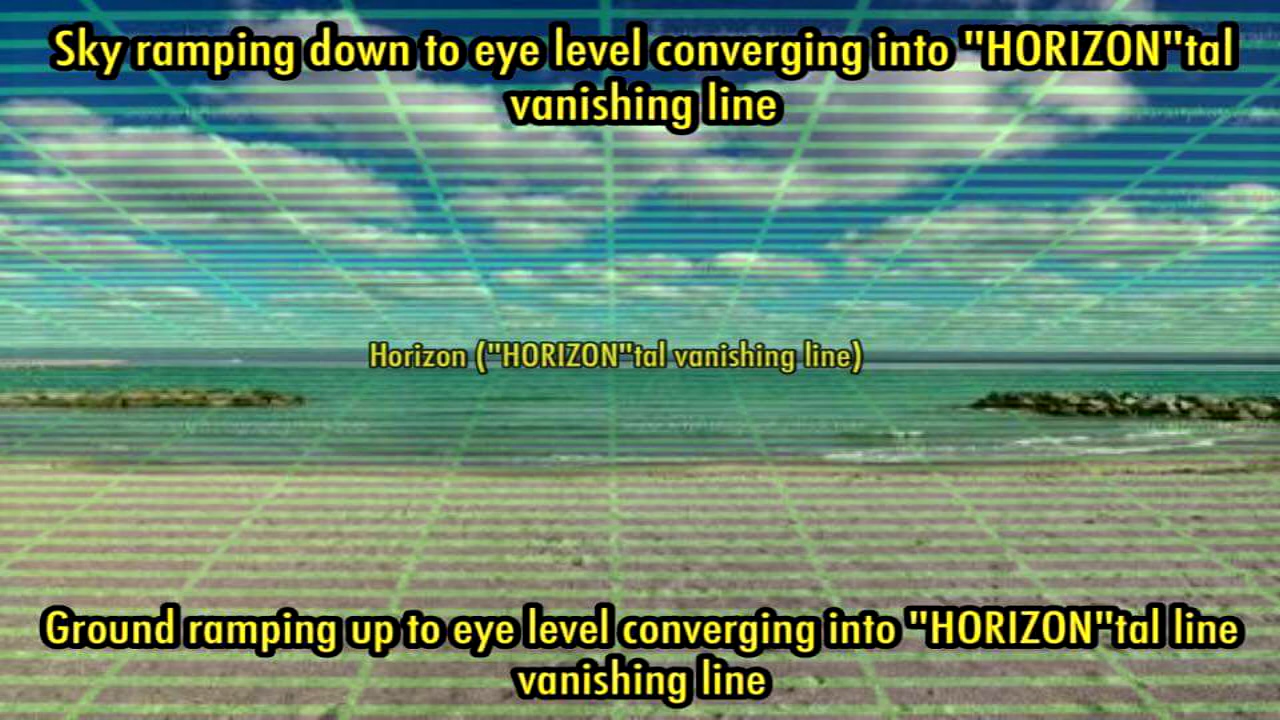 Sky ramping down to eye level converging into "HORIZON"tal
vanishing line
Horizon ("HORIZON"tal vanishing line)
Ground ramping up to eye level converging into "HORIZON"tal line
vanishing line